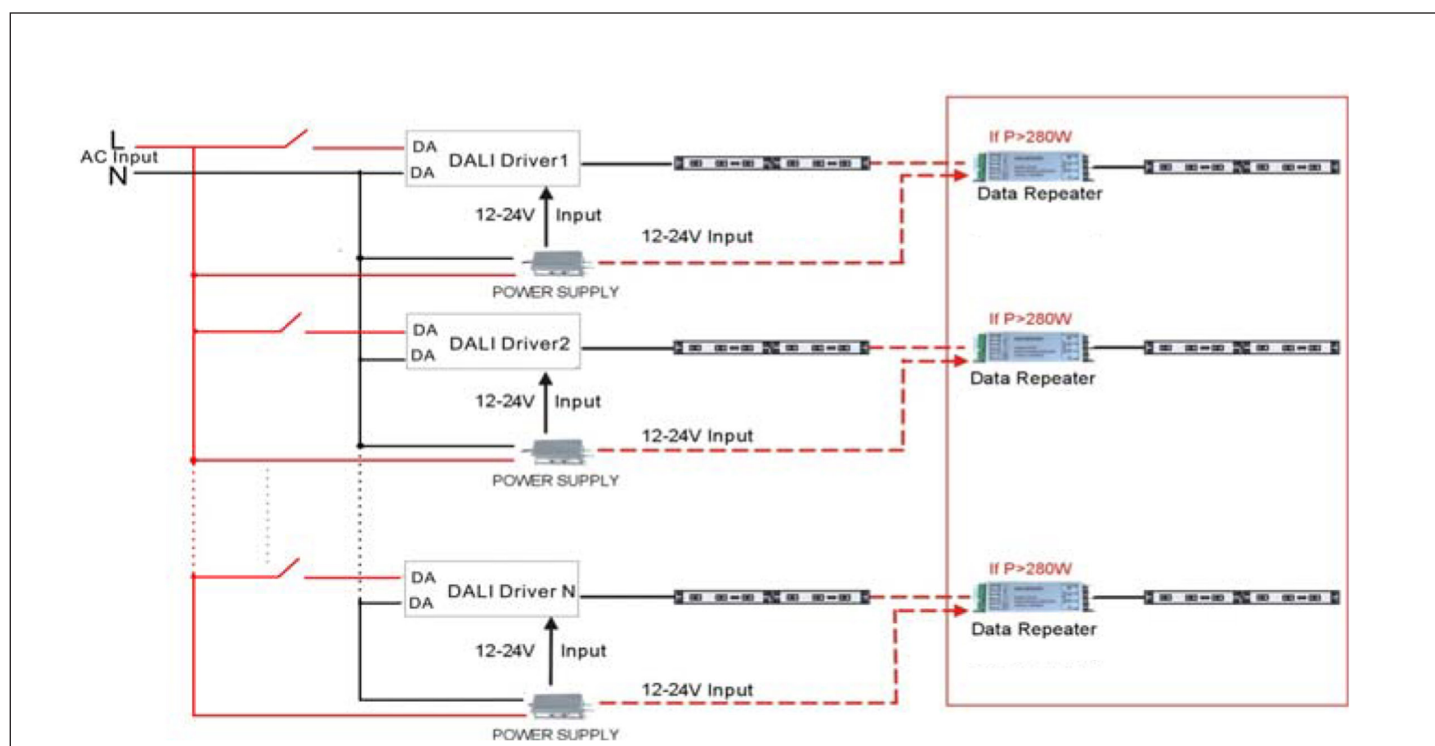 L
AC Input
N
DA
DA
DALI Driver1
If P>280W
Data Repeater
12-24V Input
12-24V Input
POWER SUPPLY
DA
DA
DALI Driver2
If P>280W
Data Repeater
12-24V Input
12-24V Input
POWER SUPPLY
DA
DA
DALI Driver N
If P>280W
Data Repeater
12-24V Input
12-24V Input
POWER SUPPLY